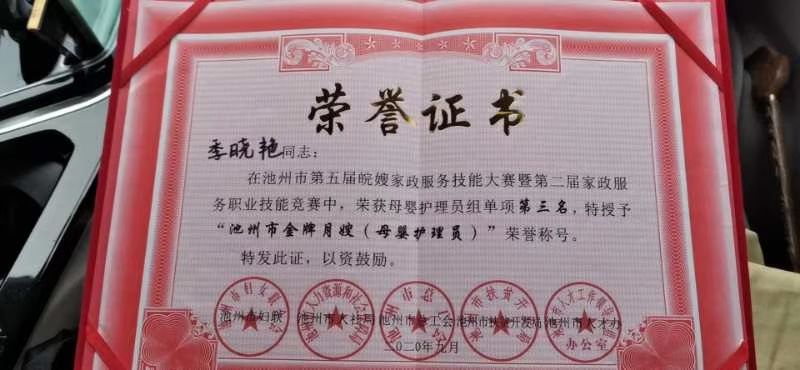 荣誉证书
季晓艳同志：
在池州市第五届皖嫂家政服务技能大赛暨第二届家政服
务职业技能竞赛中，荣获母婴护理员组单项第三名，特授予
“池州市金牌月嫂（母婴护理员）”荣誉称号。
特发此证，以资鼓励。
池州市妇联 池州市人社局 池州市总工会 池州市扶贫开发局 池州市人才办
二〇二〇年九月
办公室